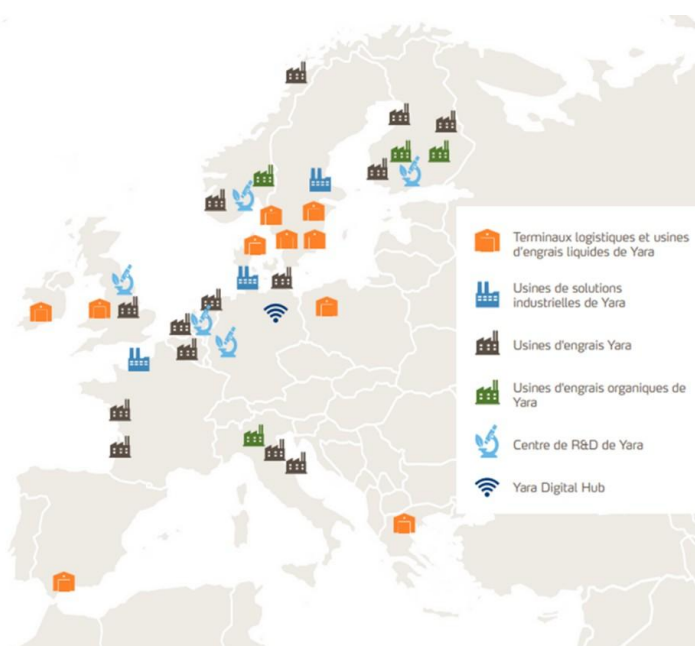 Terminaux logistiques et usines
d'engrais liquides de Yara
Usines de solutions
industrielles de Yara
Usines d'engrais Yara
Usines d'engrais organiques de
Yara
Centre de R&D de Yara
Yara Digital Hub